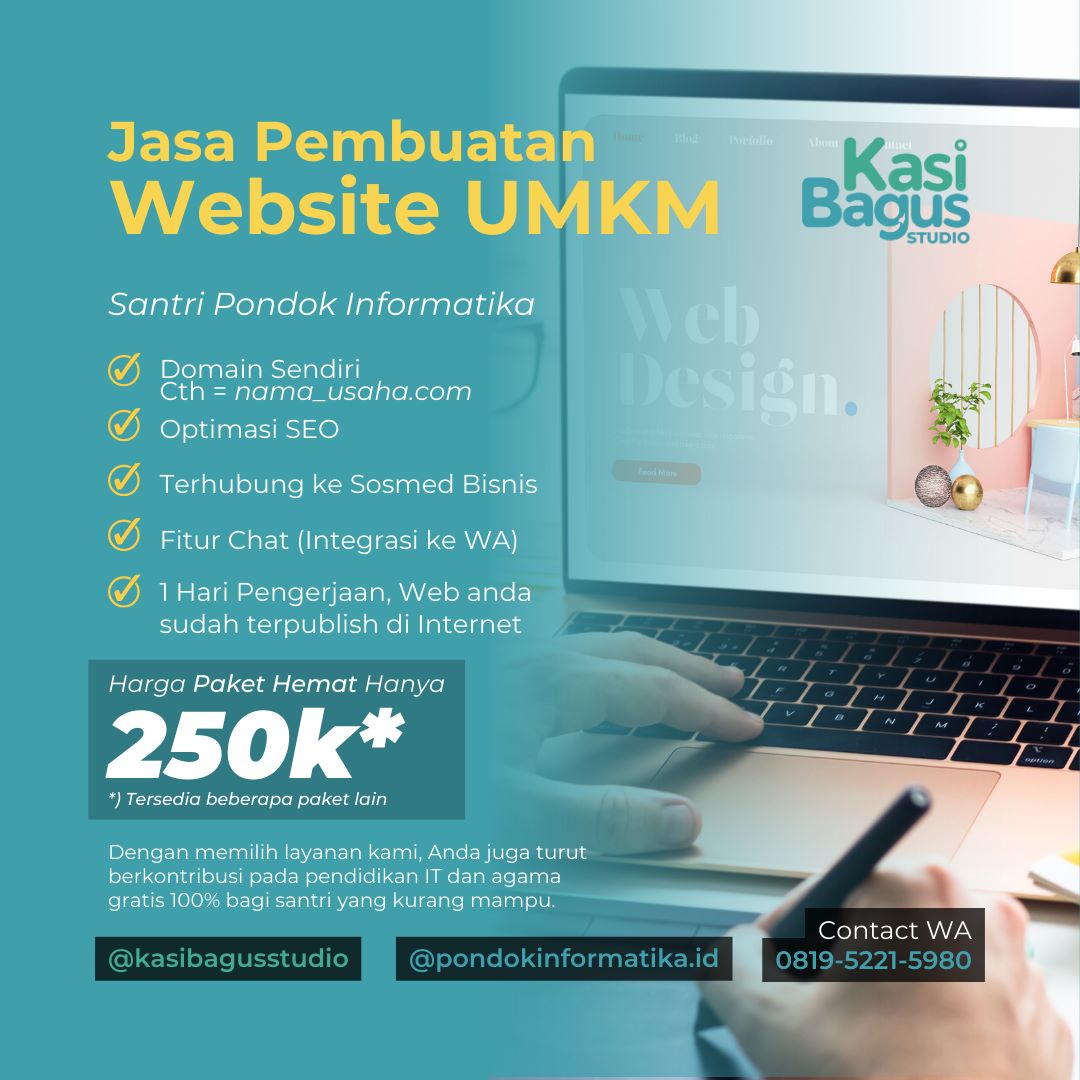 Jasa Pembuatan
Website UMKM
Kasi
Bagus
STUDIO
Home Blog Porfolio About
Santri Pondok Informatika
Domain Sendiri
Cth = nama_usaha.com
Optimasi SEO
Terhubung ke Sosmed Bisnis
Fitur Chat (Integrasi ke WA)
1 Hari Pengerjaan, Web anda
sudah terpublish di Internet
Web
Design.
Read More
Harga Paket Hemat Hanya
250k*
*) Tersedia beberapa paket lain
Dengan memilih layanan kami, Anda juga turut
berkontribusi pada pendidikan IT dan agama
gratis 100% bagi santri yang kurang mampu.
@kasibagusstudio
@pondokinformatika.id
Contact WA
0819-5221-5980
option